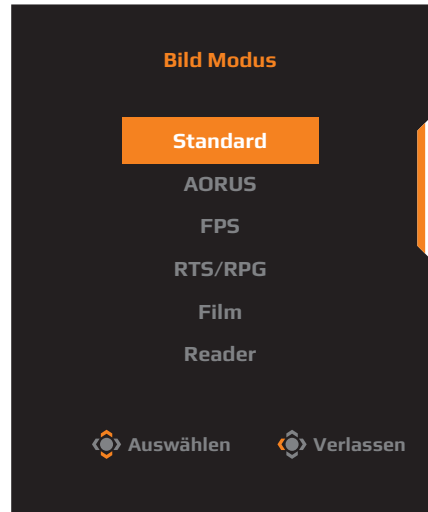 Bild Modus
Standard
AORUS
FPS
RTS/RPG
Film
Reader
Auswählen Verlassen